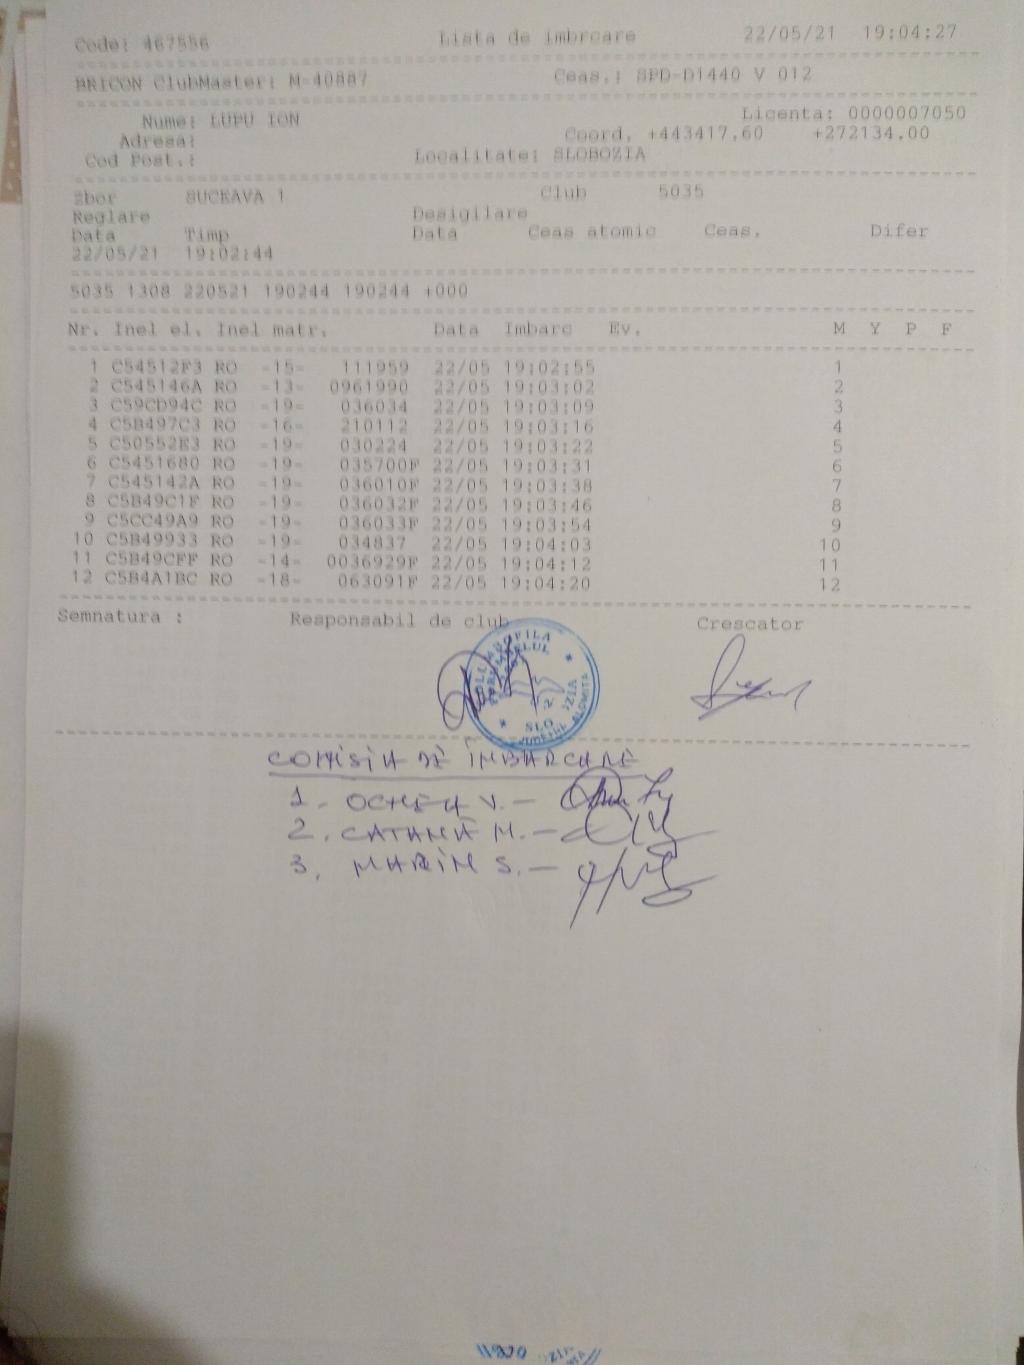 Code: 467556 Lista de imbrcare 22/05/21 19:04:27
BRICON ClubMaster: M-40887 Ceas.: SPD-D1440 V 012
Nume: LUPU ION Licenta: 0000007050
Adresa: Coord. +443417,60 +272134.00
Cod Post.: Localitate: SLOBOZIA
Zbor SUCEAVA 1 Club 5035
Reglare Desigilare
Data Timp Data Ceas atomic Ceas. Difer
22/05/21 19:02:44
5035 1308 220521 190244 190244 +000
Nr. Inel el. Inel matr. Data Imbarc Ev. M Y P F
1 C54512F3 RO -15- 111959 22/05 19:02:55 1
2 C545146A RO -13- 0961990 22/05 19:03:02 2
3 C59CD94C RO -19- 036034 22/05 19:03:09 3
4 C5B497C3 RO -16- 210112 22/05 19:03:16 4
5 C50552E3 RO -19- 030224 22/05 19:03:22 5
6 C5451680 RO -19- 035700F 22/05 19:03:31 6
7 C545142A RO -19- 036010F 22/05 19:03:38 7
8 C5B49C1F RO -19- 036032F 22/05 19:03:46 8
9 C5CC49A9 RO -19- 036033F 22/05 19:03:54 9
10 C5B49933 RO -19- 034837 22/05 19:04:03 10
11 C5B49CFF RO -14- 0036929F 22/05 19:04:12 11
12 C5B4A1BC RO -18- 063091F 22/05 19:04:20 12
Semnatura : Responsabil de club Crescator
COMISIA DE ÎMBARCARE
1. V. -
2. CATANĂ M. -
3. MARIN S. -